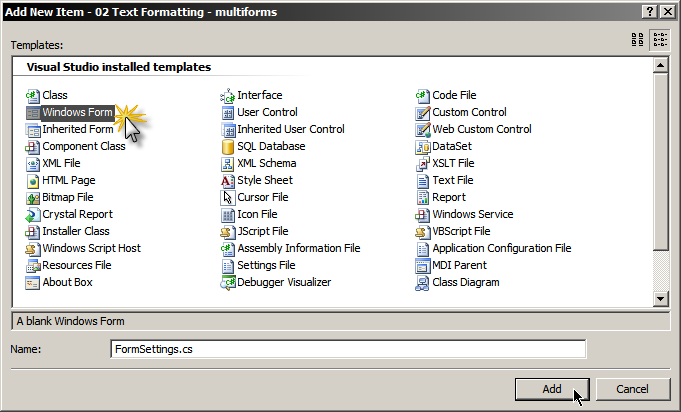 Add New Item - 02 Text Formatting - multiforms
Templates:
Visual Studio installed templates
Class Interface Code File
Windows Form User Control Custom Control
Inherited Form Inherited User Control Web Custom Control
Component Class SQL Database DataSet
XML File XML Schema XSLT File
HTML Page Style Sheet Text File
Bitmap File Cursor File Report
Crystal Report Icon File Windows Service
Installer Class JScript File VBScript File
Windows Script Host Assembly Information File Application Configuration File
Resources File Settings File MDI Parent
About Box Debugger Visualizer Class Diagram
A blank Windows Form
Name: FormSettings.cs
Add Cancel